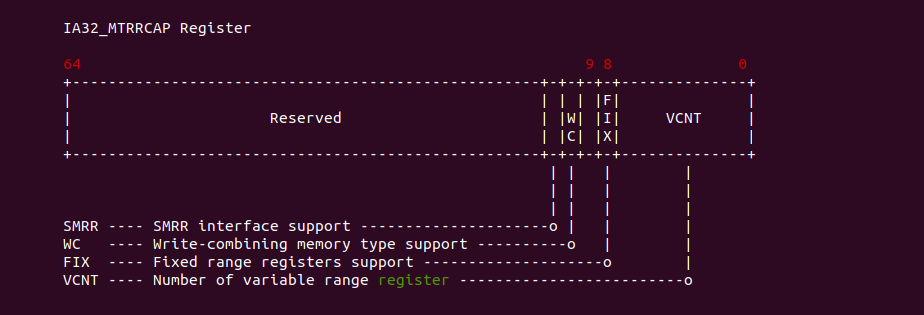 IA32_MTRRCAP Register
64                                                        9 8              0
+----------------------------------------------------+-+-+-+-+--------------+
|                                                    | | | |F|              |
|                      Reserved                      | |W| |I|     VCNT     |
|                                                    | |C| |X|              |
+----------------------------------------------------+-+-+-+-+--------------+
                                                      | |   |        |
                                                      | |   |        |
                                                      | |   |        |
SMRR ---- SMRR interface support ---------------------o |   |        |
WC   ---- Write-combining memory type support ----------o   |        |
FIX  ---- Fixed range registers support --------------------o        |
VCNT ---- Number of variable range register -------------------------o